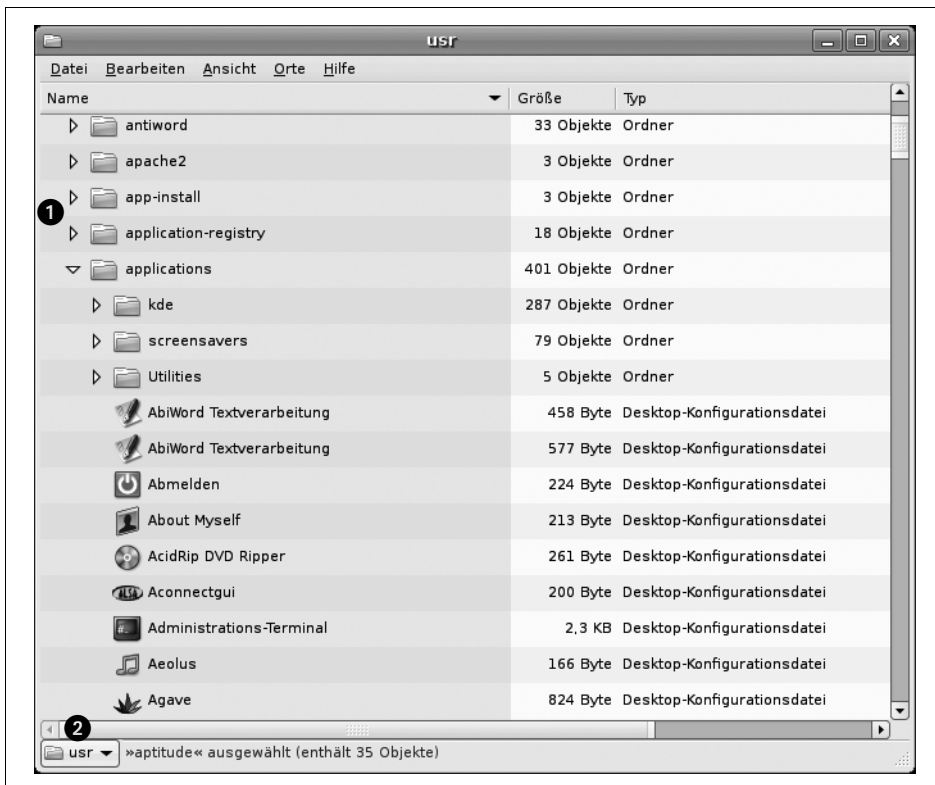 usr
Datei Bearbeiten Ansicht Orte Hilfe
Name Größe Typ
antiword 33 Objekte Ordner
apache2 3 Objekte Ordner
app-install 3 Objekte Ordner
1
application-registry 18 Objekte Ordner
applications 401 Objekte Ordner
kde 287 Objekte Ordner
screensavers 79 Objekte Ordner
Utilities 5 Objekte Ordner
AbiWord Textverarbeitung 458 Byte Desktop-Konfigurationsdatei
AbiWord Textverarbeitung 577 Byte Desktop-Konfigurationsdatei
Abmelden 224 Byte Desktop-Konfigurationsdatei
About Myself 213 Byte Desktop-Konfigurationsdatei
AcidRip DVD Ripper 261 Byte Desktop-Konfigurationsdatei
ALSA Aconnectgui 200 Byte Desktop-Konfigurationsdatei
Administrations-Terminal 2,3 KB Desktop-Konfigurationsdatei
Aeolus 166 Byte Desktop-Konfigurationsdatei
Agave 824 Byte Desktop-Konfigurationsdatei
2
usr »aptitude« ausgewählt (enthält 35 Objekte)